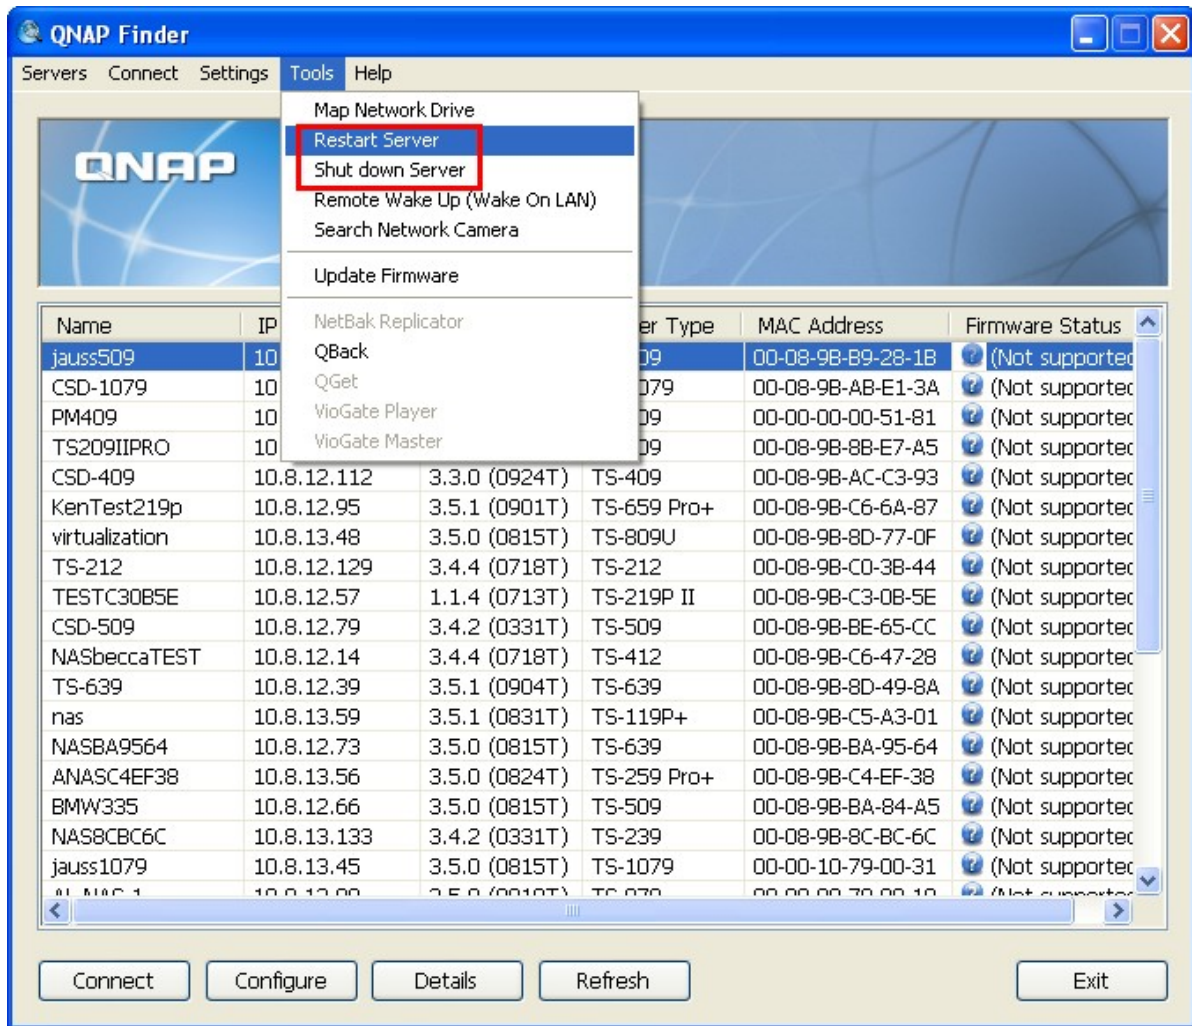 QNAP Finder
Servers Connect Settings Tools Help
Map Network Drive
Restart Server
Shut down Server
Remote Wake Up (Wake On LAN)
Search Network Camera
Update Firmware
NetBak Replicator
QBack
QGet
VioGate Player
VioGate Master
QNAP
Name IP er Type MAC Address Firmware Status
jauss509 10 09 00-08-9B-B9-28-1B (Not supported
CSD-1079 10 079 00-08-9B-AB-E1-3A (Not supported
PM409 10 09 00-00-00-00-51-81 (Not supported
TS209IIPRO 10 09 00-08-9B-8B-E7-A5 (Not supported
CSD-409 10.8.12.112 3.3.0 (0924T) TS-409 00-08-9B-AC-C3-93 (Not supported
KenTest219p 10.8.12.95 3.5.1 (0901T) TS-659 Pro+ 00-08-9B-C6-6A-87 (Not supported
virtualization 10.8.13.48 3.5.0 (0815T) TS-809U 00-08-9B-8D-77-0F (Not supported
TS-212 10.8.12.129 3.4.4 (0718T) TS-212 00-08-9B-C0-3B-44 (Not supported
TESTC30B5E 10.8.12.57 1.1.4 (0713T) TS-219P II 00-08-9B-C3-0B-5E (Not supported
CSD-509 10.8.12.79 3.4.2 (0331T) TS-509 00-08-9B-BE-65-CC (Not supported
NASbeccaTEST 10.8.12.14 3.4.4 (0718T) TS-412 00-08-9B-C6-47-28 (Not supported
TS-639 10.8.12.39 3.5.1 (0904T) TS-639 00-08-9B-8D-49-8A (Not supported
nas 10.8.13.59 3.5.1 (0831T) TS-119P+ 00-08-9B-C5-A3-01 (Not supported
NASBA9564 10.8.12.73 3.5.0 (0815T) TS-639 00-08-9B-BA-95-64 (Not supported
ANASC4EF38 10.8.13.56 3.5.0 (0824T) TS-259 Pro+ 00-08-9B-C4-EF-38 (Not supported
BMW335 10.8.12.66 3.5.0 (0815T) TS-509 00-08-9B-BA-84-A5 (Not supported
NAS8CBC6C 10.8.13.133 3.4.2 (0331T) TS-239 00-08-9B-8C-BC-6C (Not supported
jauss1079 10.8.13.45 3.5.0 (0815T) TS-1079 00-00-10-79-00-31 (Not supported
Connect Configure Details Refresh Exit